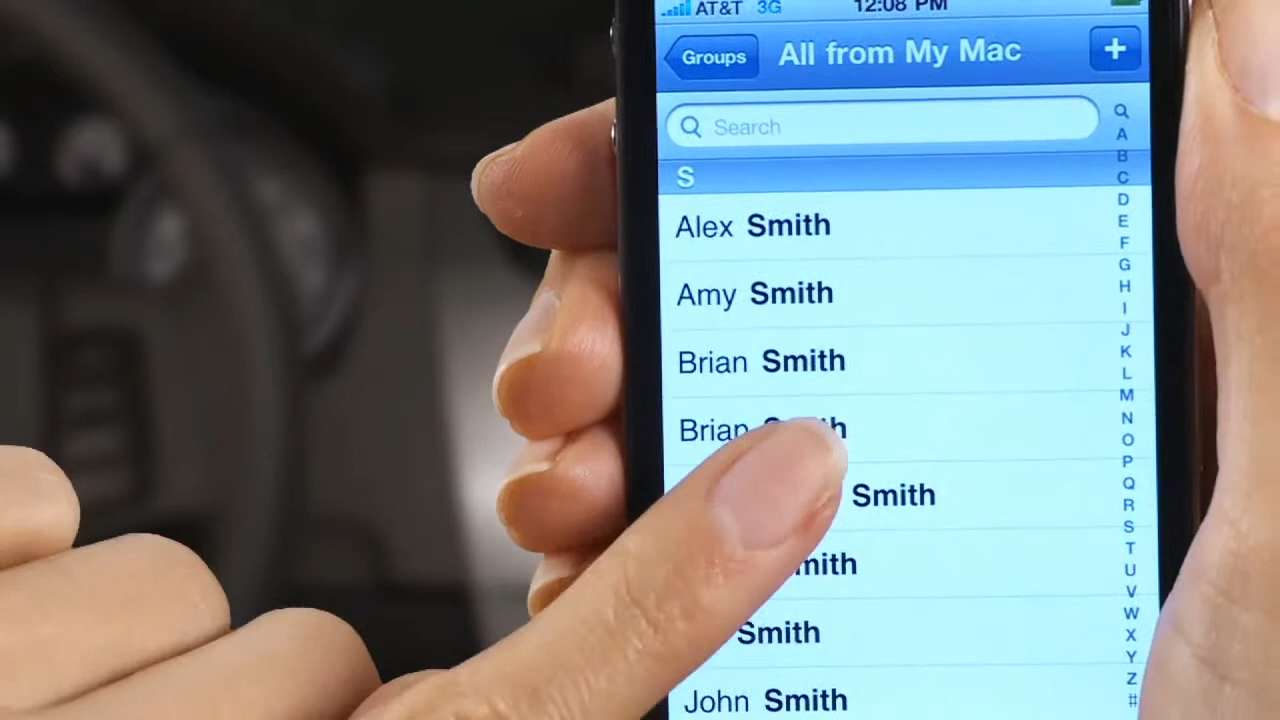 AT&T 3G 12:08 PM
Groups All from My Mac +
Search
S
Alex Smith
Amy Smith
Brian Smith
Brian Smith
Smith
Smith
Smith
John Smith
A
B
C
D
E
F
G
H
I
J
K
L
M
N
O
P
Q
R
S
T
U
V
W
X
Y
Z
#